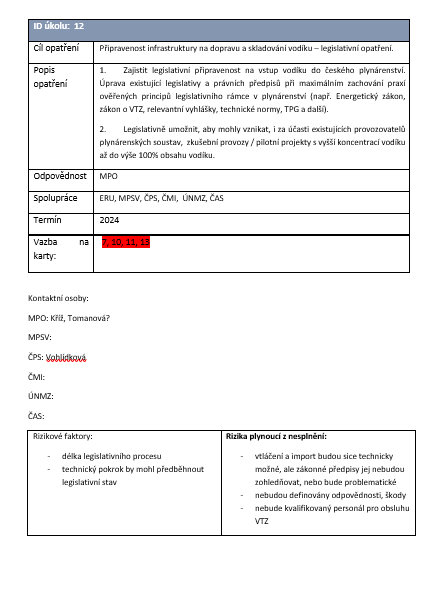 ID úkolu: 12
Cíl opatření
Připravenost infrastruktury na dopravu a skladování vodíku – legislativní opatření.
Popis
opatření
1. Zajistit legislativní připravenost na vstup vodíku do českého plynárenství.
Úprava existující legislativy a právních předpisů při maximálním zachování praxí
ověřených principů legislativního rámce v plynárenství (např. Energetický zákon,
zákon o VTZ, relevantní vyhlášky, technické normy, TPG a další).
2. Legislativně umožnit, aby mohly vznikat, i za účasti existujících provozovatelů
plynárenských soustav, zkušební provozy / pilotní projekty s vyšší koncentrací vodíku
až do výše 100% obsahu vodíku.
Odpovědnost
MPO
Spolupráce
ERU, MPSV, ČPS, ČMI, ÚNMZ, ČAS
Termín
2024
Vazba na
karty:
7, 10, 11, 13
Kontaktní osoby:
MPO: Kříž, Tomanová?
MPSV:
ČPS: Vohlídková
ČMI:
ÚNMZ:
ČAS:
Rizikové faktory:
- délka legislativního procesu
- technický pokrok by mohl předběhnout
legislativní stav
Rizika plynoucí z nesplnění:
- vtláčení a import budou sice technicky
možné, ale zákonné předpisy jej nebudou
zohledňovat, nebo bude problematické
- nebudou definovány odpovědnosti, škody
- nebude kvalifikovaný personál pro obsluhu
VTZ